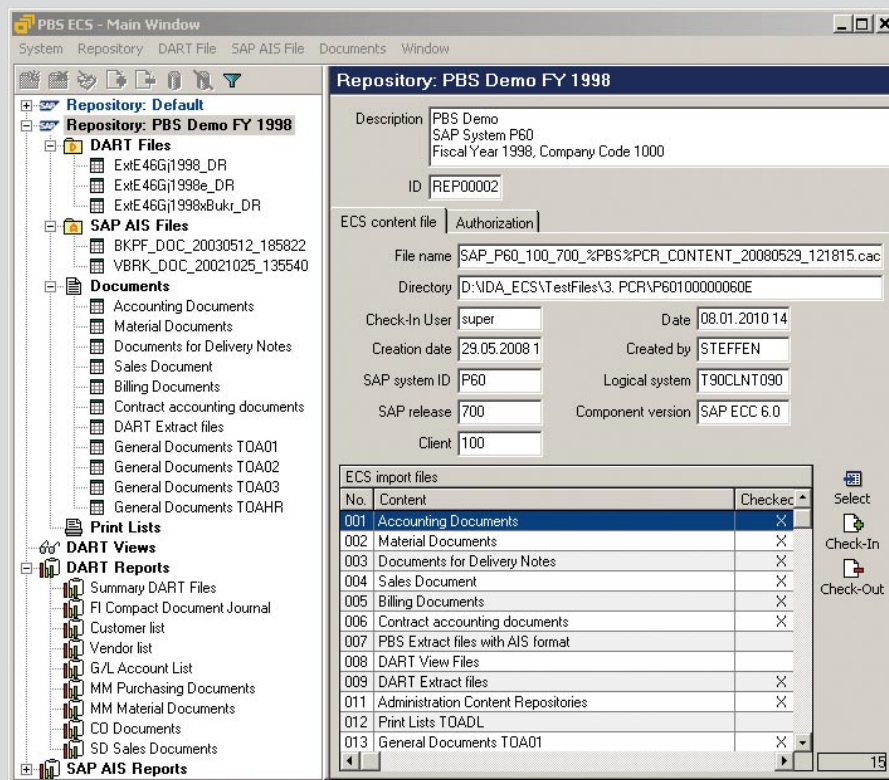 PBS ECS - Main Window
System Repository DART File SAP AIS File Documents Window
Repository: Default
Repository: PBS Demo FY 1998
DART Files
ExtE46Gj1998_DR
ExtE46Gj1998e_DR
ExtE46Gj1998xBukr_DR
SAP AIS Files
BKPF_DOC_20030512_185822
VBRK_DOC_20021025_135540
Documents
Accounting Documents
Material Documents
Documents for Delivery Notes
Sales Document
Billing Documents
Contract accounting documents
DART Extract files
General Documents TOA01
General Documents TOA02
General Documents TOA03
General Documents TOAHR
Print Lists
DART Views
DART Reports
Summary DART Files
FI Compact Document Journal
Customer list
Vendor list
G/L Account List
MM Purchasing Documents
MM Material Documents
CO Documents
SD Sales Documents
SAP AIS Reports
Repository: PBS Demo FY 1998
Description PBS Demo
SAP System P60
Fiscal Year 1998, Company Code 1000
ID REP00002
ECS content file Authorization
File name SAP_P60_100_700_%PBS%PCR_CONTENT_20080529_121815.cac
Directory D:\IDA_ECS\TestFiles\3. PCR\P60100000060E
Check-In User super Date 08.01.2010 14
Creation date 29.05.2008 1 Created by STEFFEN
SAP system ID P60 Logical system T90CLNT090
SAP release 700 Component version SAP ECC 6.0
Client 100
ECS import files
No. Content Checked
001 Accounting Documents X
002 Material Documents X
003 Documents for Delivery Notes X
004 Sales Document X
005 Billing Documents X
006 Contract accounting documents X
007 PBS Extract files with AIS format
008 DART View Files
009 DART Extract files X
011 Administration Content Repositories X
012 Print Lists TOADL
013 General Documents TOA01 X
Select
Check-In
Check-Out
15